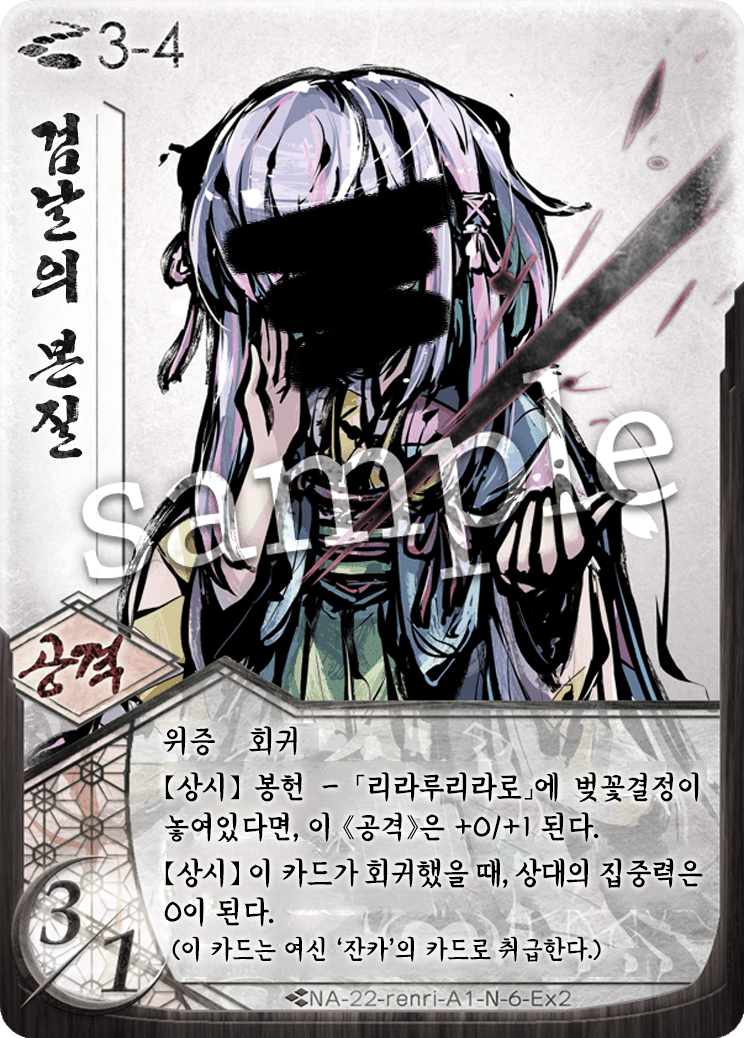 3-4
검날의 본질
sample
공격
위증 회귀
【상시】 봉헌 - 「리라루리라로」에 벚꽃결정이
놓여있다면, 이 《공격》은 +0/+1 된다.
【상시】 이 카드가 회귀했을 때, 상대의 집중력은
0이 된다.
(이 카드는 여신 ‘잔카’의 카드로 취급한다.)
3/1
NA-22-renri-A1-N-6-Ex2